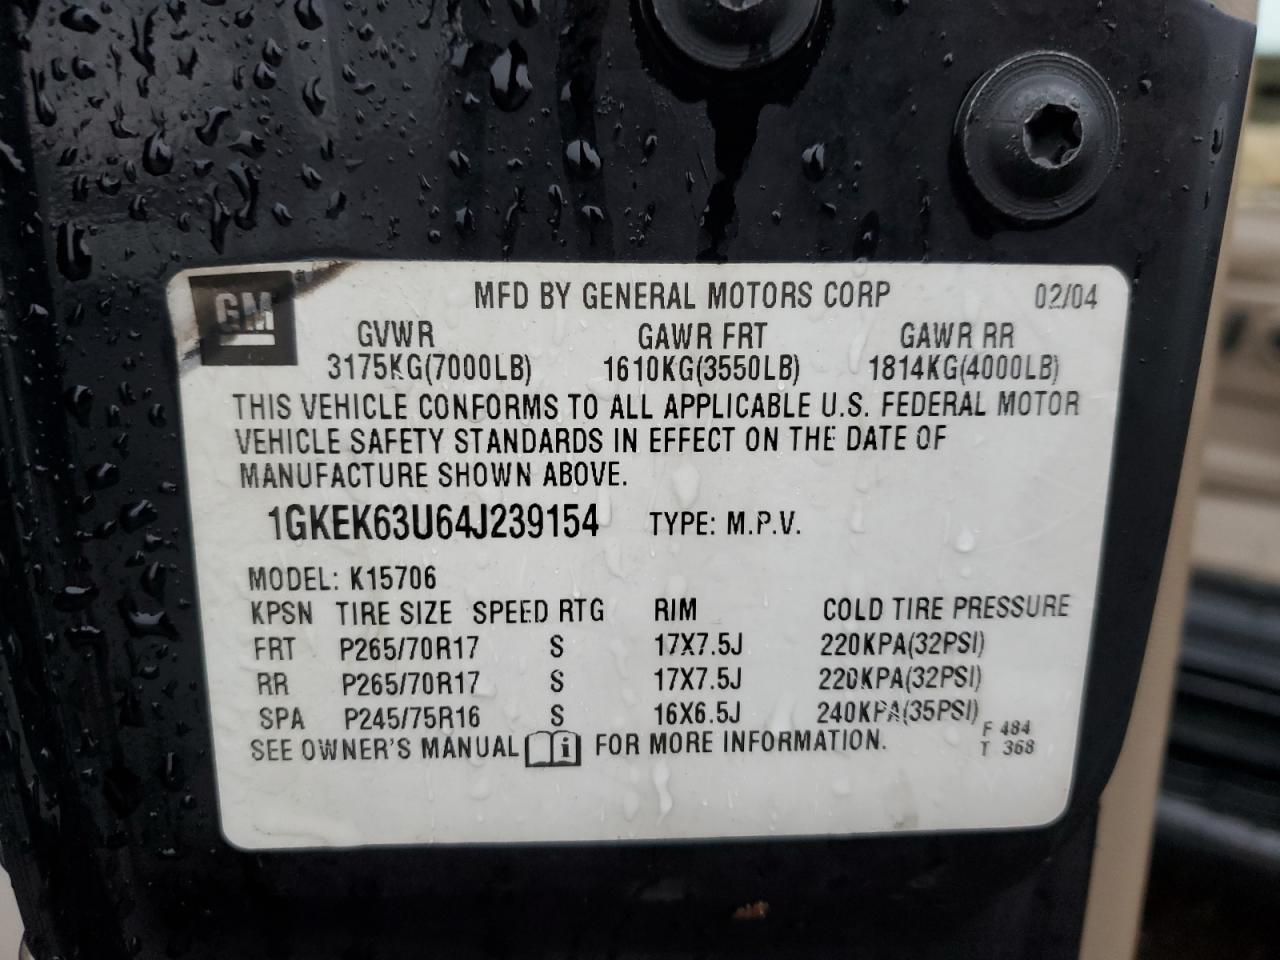 GM
MFD BY GENERAL MOTORS CORP 02/04
GVWR GAWR FRT GAWR RR
3175KG(7000LB) 1610KG(3550LB) 1814KG(4000LB)
THIS VEHICLE CONFORMS TO ALL APPLICABLE U.S. FEDERAL MOTOR
VEHICLE SAFETY STANDARDS IN EFFECT ON THE DATE OF
MANUFACTURE SHOWN ABOVE.
1GKEK63U64J239154 TYPE: M.P.V.
MODEL: K15706
KPSN TIRE SIZE SPEED RTG RIM COLD TIRE PRESSURE
FRT P265/70R17 S 17X7.5J 220KPA(32PSI)
RR P265/70R17 S 17X7.5J 220KPA(32PSI)
SPA P245/75R16 S 16X6.5J 240KPA(35PSI)
SEE OWNER'S MANUAL i FOR MORE INFORMATION.
F 484
T 368